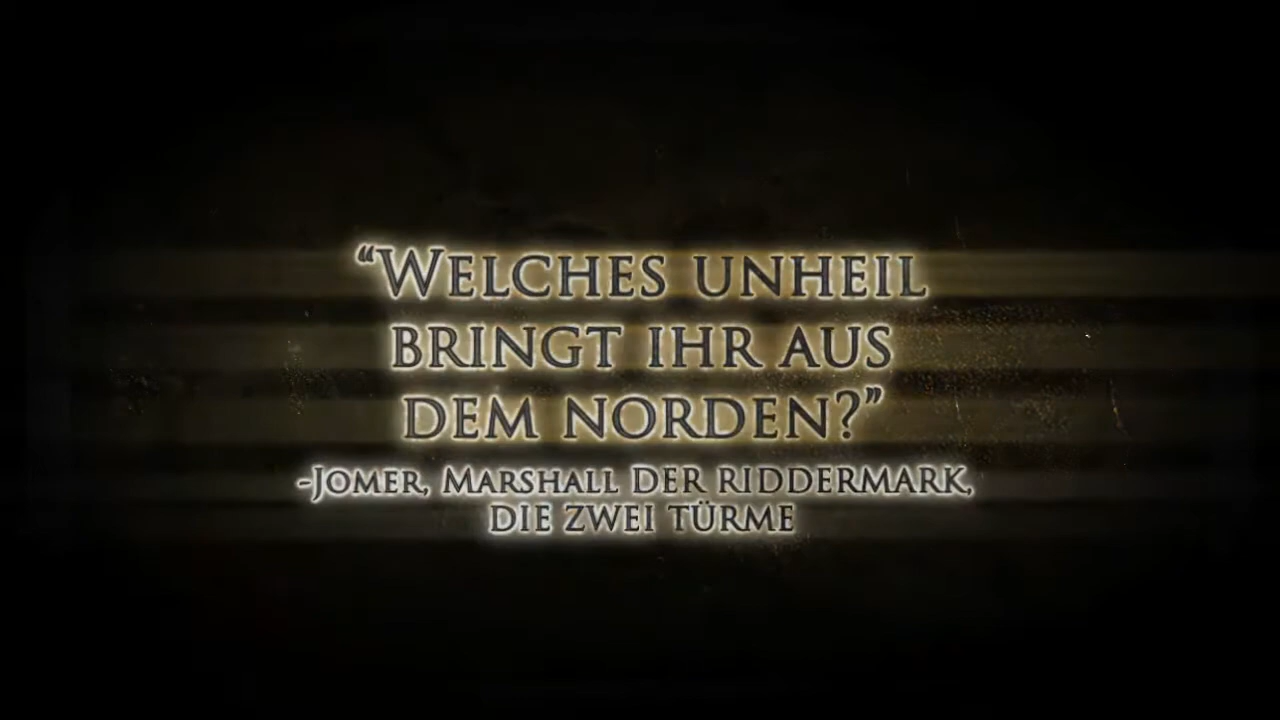 “Welches unheil
bringt ihr aus
dem norden?”
-Jomer, Marshall der riddermark,
die zwei türme